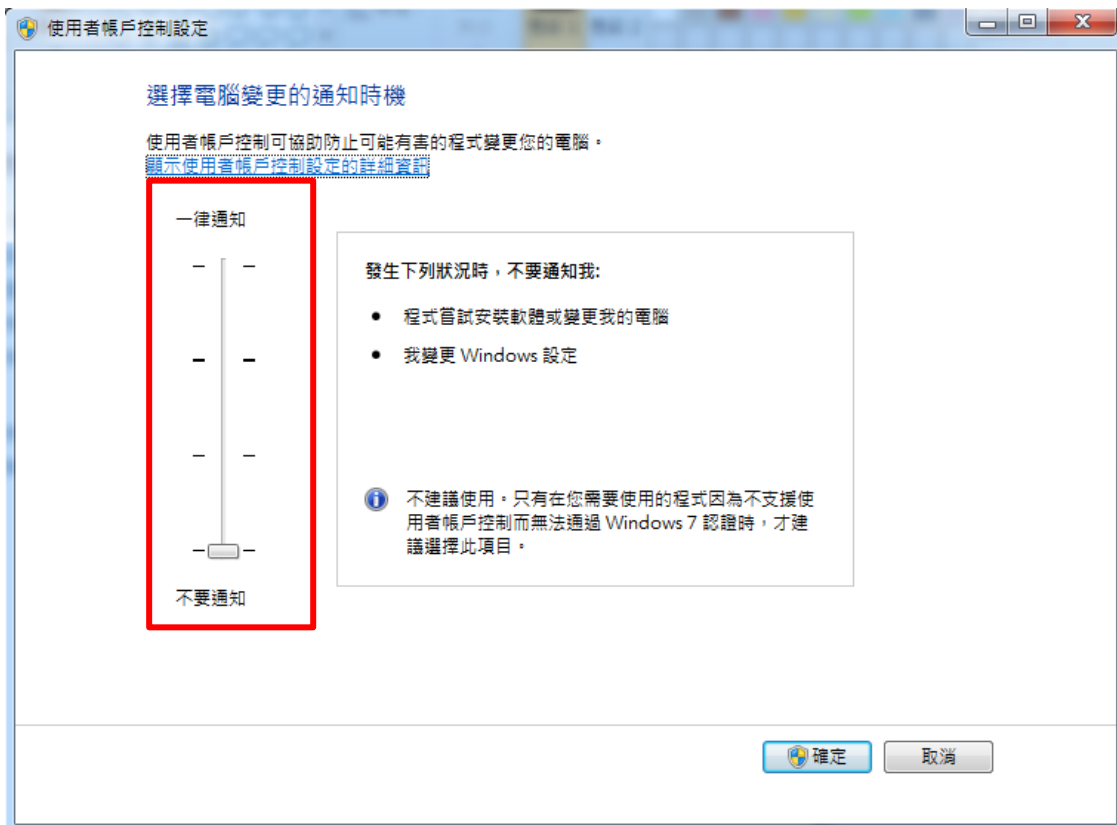 使用者帳戶控制設定
選擇電腦變更的通知時機
使用者帳戶控制可協助防止可能有害的程式變更您的電腦。
顯示使用者帳戶控制設定的詳細資訊
一律通知
發生下列狀況時，不要通知我:
• 程式嘗試安裝軟體或變更我的電腦
• 我變更 Windows 設定
不建議使用。只有在您需要使用的程式因為不支援使
用者帳戶控制而無法通過 Windows 7 認證時，才建
議選擇此項目。
不要通知
確定
取消